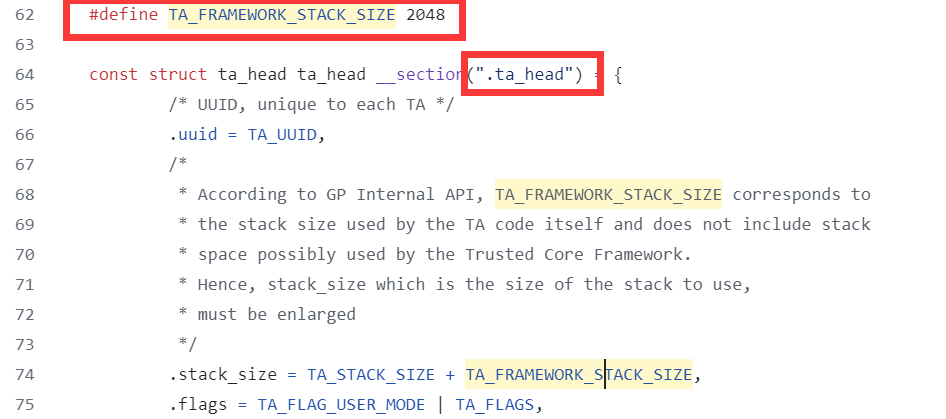 62 #define TA_FRAMEWORK_STACK_SIZE 2048
63
64 const struct ta_head ta_head __section(".ta_head") = {
65 /* UUID, unique to each TA */
66 .uuid = TA_UUID,
67 /*
68 * According to GP Internal API, TA_FRAMEWORK_STACK_SIZE corresponds to
69 * the stack size used by the TA code itself and does not include stack
70 * space possibly used by the Trusted Core Framework.
71 * Hence, stack_size which is the size of the stack to use,
72 * must be enlarged
73 */
74 .stack_size = TA_STACK_SIZE + TA_FRAMEWORK_STACK_SIZE,
75 .flags = TA_FLAG_USER_MODE | TA_FLAGS,